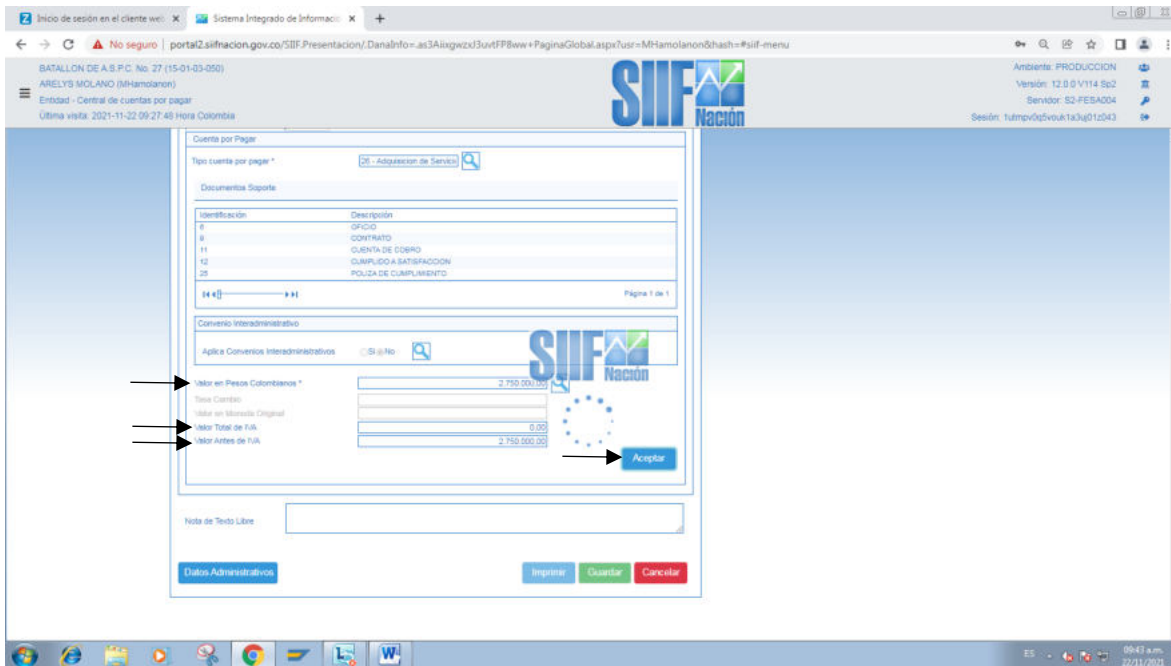 Inicio de sesión en el cliente wel
Sistema Integrado de Informació
No seguro | portal2.siifnacion.gov.co/SIIF.Presentacion/,DanaInfo=.as3AiixgwzxJ3uvtFP8ww+PaginaGlobal.aspx?usr=MHamolanon&hash=#siif-menu
BATALLON DE A.S.P.C. No. 27 (15-01-03-050)
ARELYS MOLANO (MHamolanon)
Entidad - Central de cuentas por pagar
Última visita: 2021-11-22 09:27:48 Hora Colombia
SIIF
Nación
Ambiente: PRODUCCION
Versión: 12.0.0 V114 Sp2
Servidor: S2-FESA004
Sesión: 1utmpv0q5vouk1a3uj01z043
Cuenta por Pagar
Tipo cuenta por pagar *
26 - Adquisicion de Servicio
Documentos Soporte
Identificación Descripción
6 OFICIO
CONTRATO
11 CUENTA DE COBRO
12 CUMPLIDO A SATISFACCION
25 POLIZA DE CUMPLIMIENTO
Página 1 de 1
Convenio Interadministrativo
Aplica Convenios Interadministrativos Si No
SIIF
Nación
Valor en Pesos Colombianos * 2.750.000,00
Tasa Cambio
Valor en Moneda Original
Valor Total de IVA 0,00
Valor Antes de IVA 2.750.000,00
Aceptar
Nota de Texto Libre
Datos Administrativos
Imprimir
Guardar
Cancelar
ES
09:43 a.m.
22/11/2021